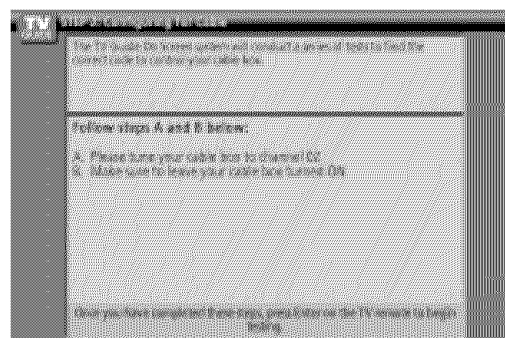 TV
The TV Guide On Screen system will conduct a series of tests to find the
correct code to control your cable box.
Follow steps A and B below:
A. Please tune your cable box to channel 02
B. Make sure to leave your cable box turned ON
Once you have completed these steps, press Enter on the TV remote to begin
testing.